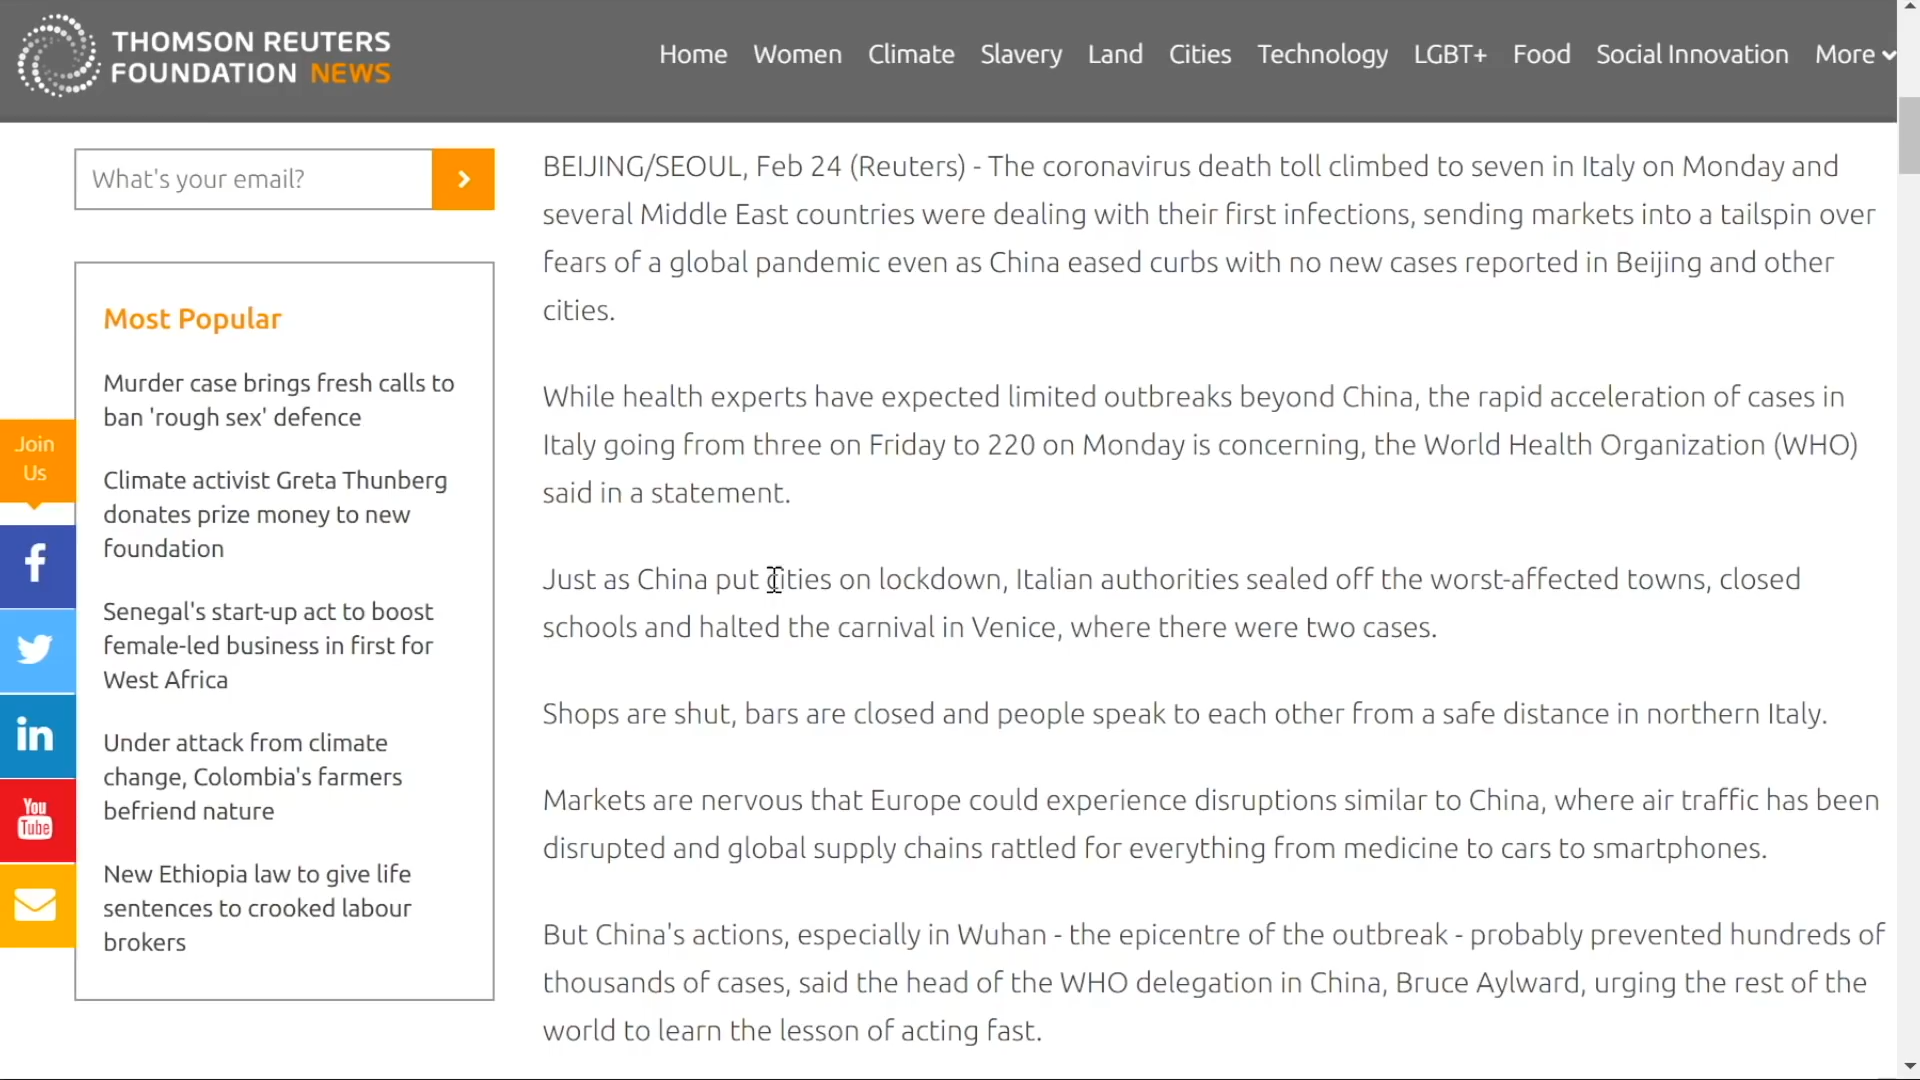 THOMSON REUTERS
FOUNDATION NEWS
Home Women Climate Slavery Land Cities Technology LGBT+ Food Social Innovation More
What's your email?
Most Popular
Murder case brings fresh calls to
ban 'rough sex' defence
Climate activist Greta Thunberg
donates prize money to new
foundation
Senegal's start-up act to boost
female-led business in first for
West Africa
Under attack from climate
change, Colombia's farmers
befriend nature
New Ethiopia law to give life
sentences to crooked labour
brokers
Join
Us
f
in
You
Tube
BEIJING/SEOUL, Feb 24 (Reuters) - The coronavirus death toll climbed to seven in Italy on Monday and
several Middle East countries were dealing with their first infections, sending markets into a tailspin over
fears of a global pandemic even as China eased curbs with no new cases reported in Beijing and other
cities.
While health experts have expected limited outbreaks beyond China, the rapid acceleration of cases in
Italy going from three on Friday to 220 on Monday is concerning, the World Health Organization (WHO)
said in a statement.
Just as China put cities on lockdown, Italian authorities sealed off the worst-affected towns, closed
schools and halted the carnival in Venice, where there were two cases.
Shops are shut, bars are closed and people speak to each other from a safe distance in northern Italy.
Markets are nervous that Europe could experience disruptions similar to China, where air traffic has been
disrupted and global supply chains rattled for everything from medicine to cars to smartphones.
But China's actions, especially in Wuhan - the epicentre of the outbreak - probably prevented hundreds of
thousands of cases, said the head of the WHO delegation in China, Bruce Aylward, urging the rest of the
world to learn the lesson of acting fast.